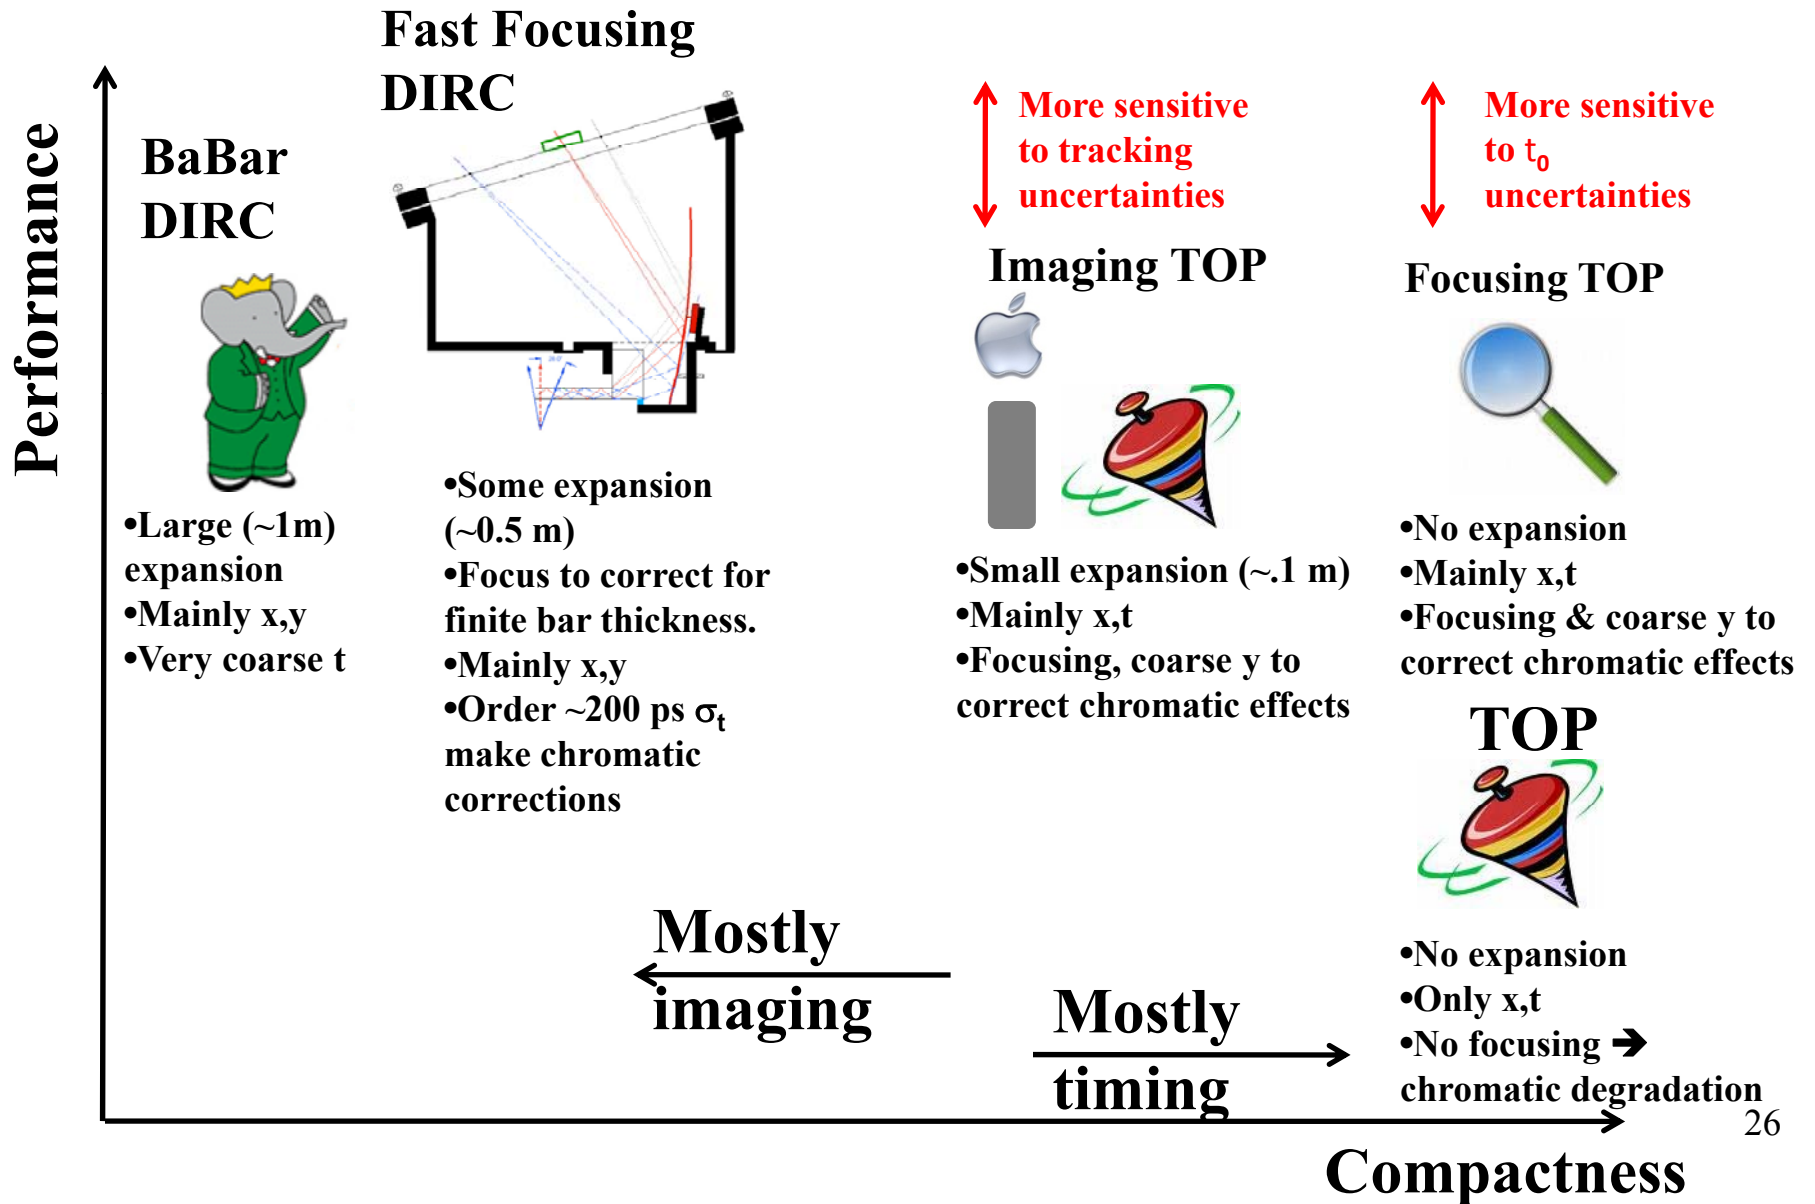 Performance
BaBar
DIRC
•Large (~1m)
expansion
•Mainly x,y
•Very coarse t
Fast Focusing
DIRC
•Some expansion
(~0.5 m)
•Focus to correct for
finite bar thickness.
•Mainly x,y
•Order ~200 ps σt
make chromatic
corrections
More sensitive
to tracking
uncertainties
Imaging TOP
•Small expansion (~.1 m)
•Mainly x,t
•Focusing, coarse y to
correct chromatic effects
More sensitive
to t0
uncertainties
Focusing TOP
•No expansion
•Mainly x,t
•Focusing & coarse y to
correct chromatic effects
TOP
•No expansion
•Only x,t
•No focusing ➔
chromatic degradation
Mostly
imaging
Mostly
timing
26
Compactness